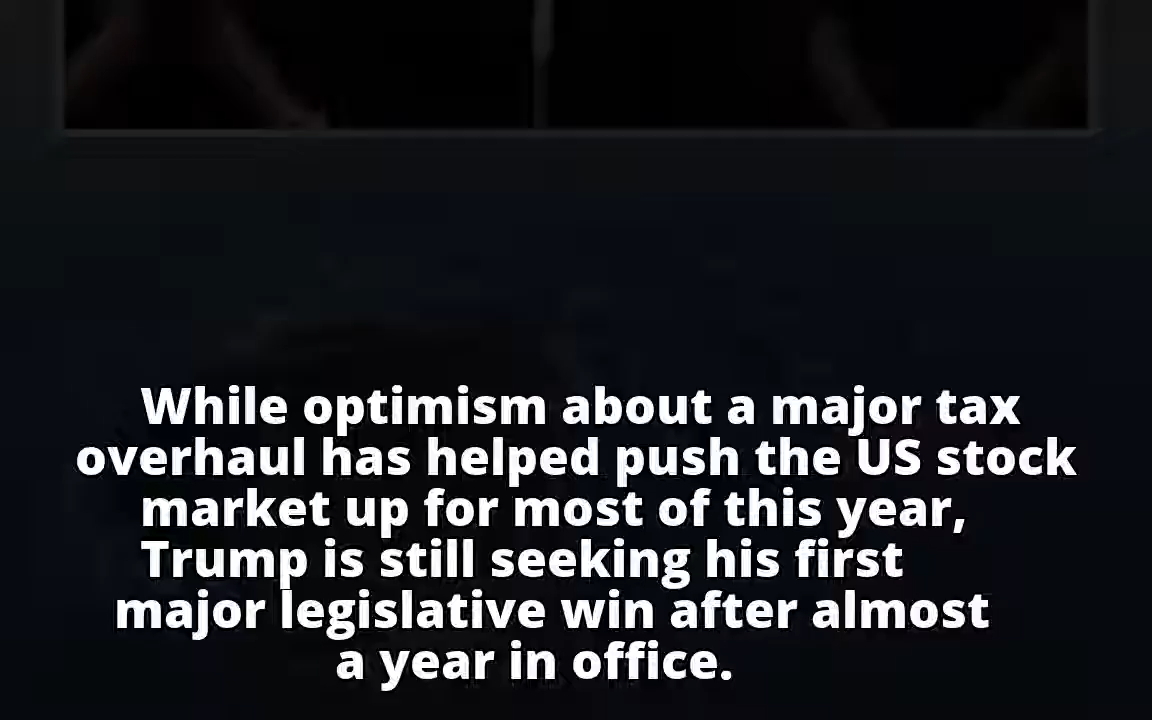 While optimism about a major tax
overhaul has helped push the US stock
market up for most of this year,
Trump is still seeking his first
major legislative win after almost
a year in office.